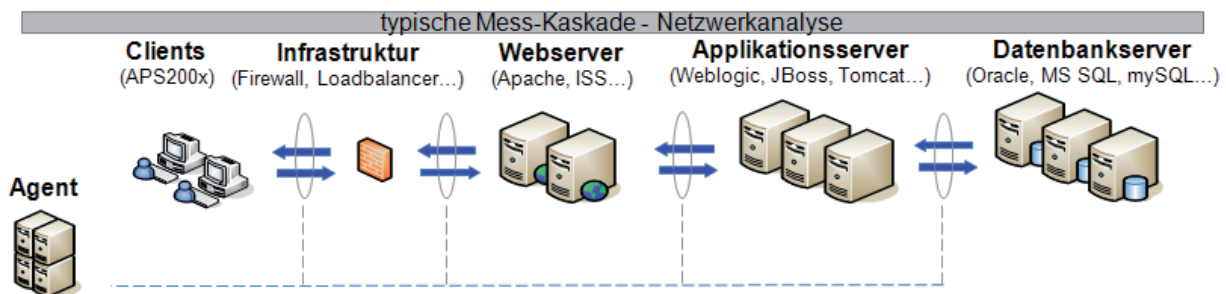 typische Mess-Kaskade - Netzwerkanalyse
Clients
(APS200x)
Infrastruktur
(Firewall, Loadbalancer…)
Webserver
(Apache, ISS…)
Applikationsserver
(Weblogic, JBoss, Tomcat…)
Datenbankserver
(Oracle, MS SQL, mySQL…)
Agent